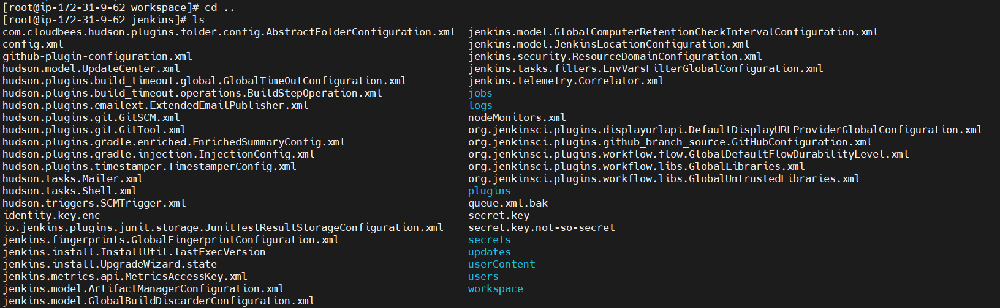 [root@ip-172-31-9-62 workspace]# cd ..
[root@ip-172-31-9-62 jenkins]# ls
com.cloudbees.hudson.plugins.folder.config.AbstractFolderConfiguration.xml jenkins.model.GlobalComputerRetentionCheckIntervalConfiguration.xml
config.xml jenkins.model.JenkinsLocationConfiguration.xml
github-plugin-configuration.xml jenkins.security.ResourceDomainConfiguration.xml
hudson.model.UpdateCenter.xml jenkins.tasks.filters.EnvVarsFilterGlobalConfiguration.xml
hudson.plugins.build_timeout.global.GlobalTimeOutConfiguration.xml jenkins.telemetry.Correlator.xml
hudson.plugins.build_timeout.operations.BuildStepOperation.xml jobs
hudson.plugins.emailext.ExtendedEmailPublisher.xml logs
hudson.plugins.git.GitSCM.xml nodeMonitors.xml
hudson.plugins.git.GitTool.xml org.jenkinsci.plugins.displayurlapi.DefaultDisplayURLProviderGlobalConfiguration.xml
hudson.plugins.gradle.enriched.EnrichedSummaryConfig.xml org.jenkinsci.plugins.github_branch_source.GitHubConfiguration.xml
hudson.plugins.gradle.injection.InjectionConfig.xml org.jenkinsci.plugins.workflow.flow.GlobalDefaultFlowDurabilityLevel.xml
hudson.plugins.timestamper.TimestamperConfig.xml org.jenkinsci.plugins.workflow.libs.GlobalLibraries.xml
hudson.tasks.Mailer.xml org.jenkinsci.plugins.workflow.libs.GlobalUntrustedLibraries.xml
hudson.tasks.Shell.xml plugins
hudson.triggers.SCMTrigger.xml queue.xml.bak
identity.key.enc secret.key
io.jenkins.plugins.junit.storage.JunitTestResultStorageConfiguration.xml secret.key.not-so-secret
jenkins.fingerprints.GlobalFingerprintConfiguration.xml secrets
jenkins.install.InstallUtil.lastExecVersion updates
jenkins.install.UpgradeWizard.state userContent
jenkins.metrics.api.MetricsAccessKey.xml users
jenkins.model.ArtifactManagerConfiguration.xml workspace
jenkins.model.GlobalBuildDiscarderConfiguration.xml